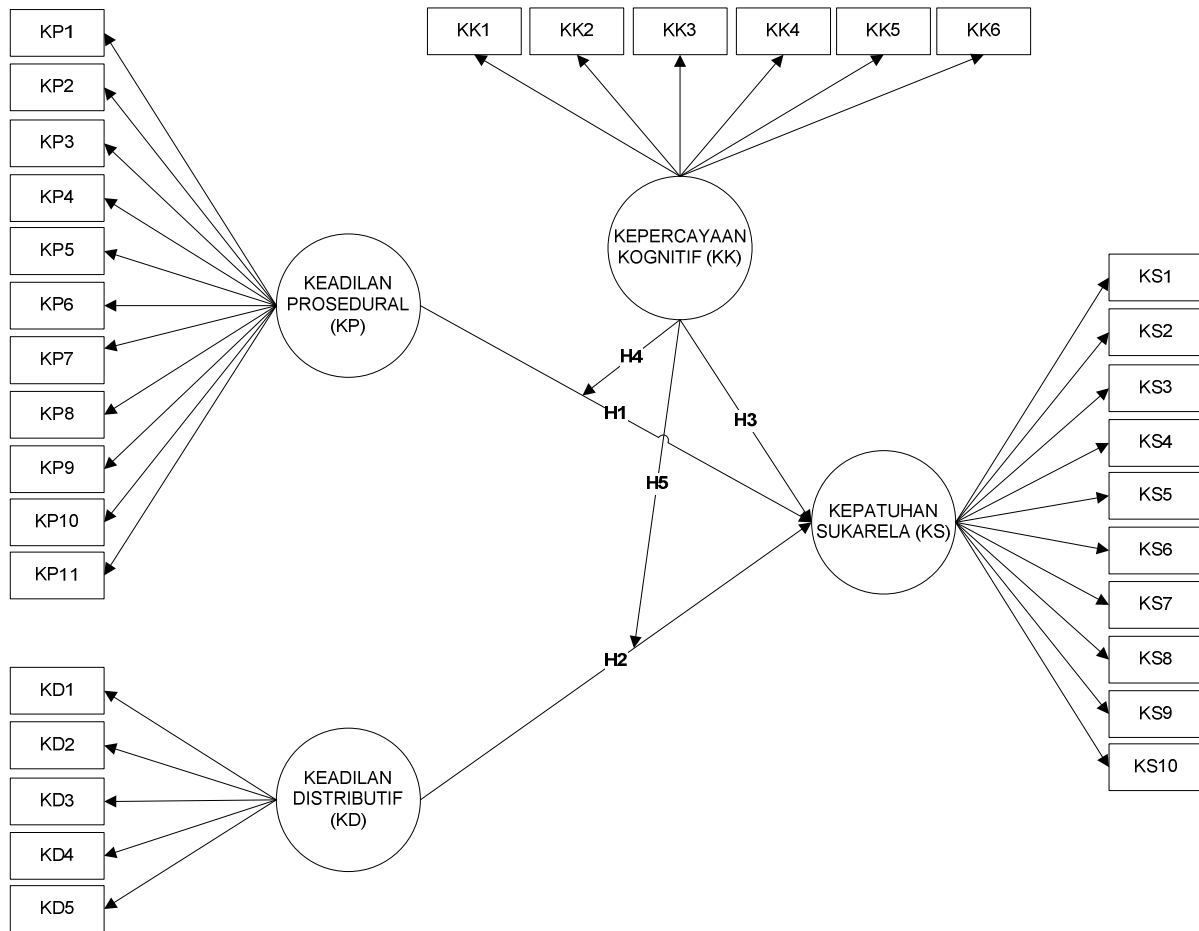 KP1
KP2
KP3
KP4
KP5
KP6
KP7
KP8
KP9
KP10
KP11
KD1
KD2
KD3
KD4
KD5
KEADILAN
PROSEDURAL
(KP)
KEADILAN
DISTRIBUTIF
(KD)
KK1
KK2
KK3
KK4
KK5
KK6
KEPERCAYAAN
KOGNITIF (KK)
H4
H1
H3
H5
H2
KEPATUHAN
SUKARELA (KS)
KS1
KS2
KS3
KS4
KS5
KS6
KS7
KS8
KS9
KS10